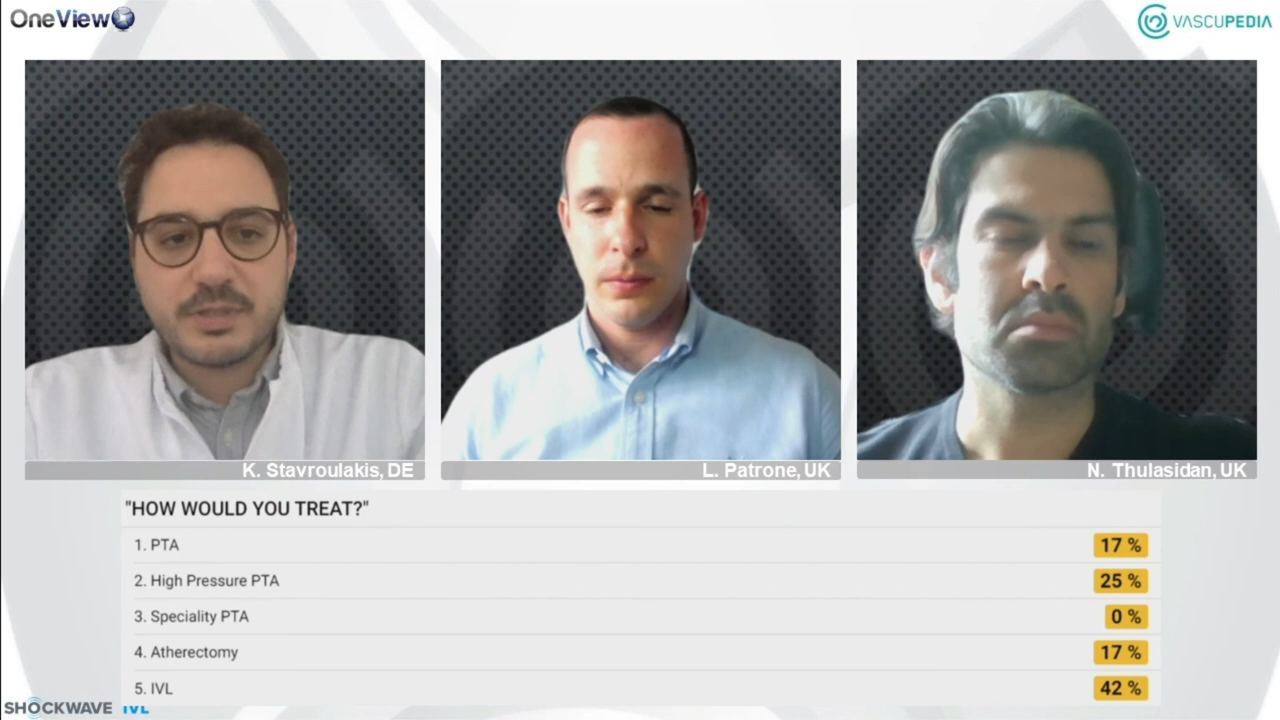 OneView
VASCUPEDIA
K. Stavroulakis, DE
L. Patrone, UK
N. Thulasidan, UK
"HOW WOULD YOU TREAT?"
1. PTA 17 %
2. High Pressure PTA 25 %
3. Speciality PTA 0 %
4. Atherectomy 17 %
5. IVL 42 %
SHOCKWAVE IVL